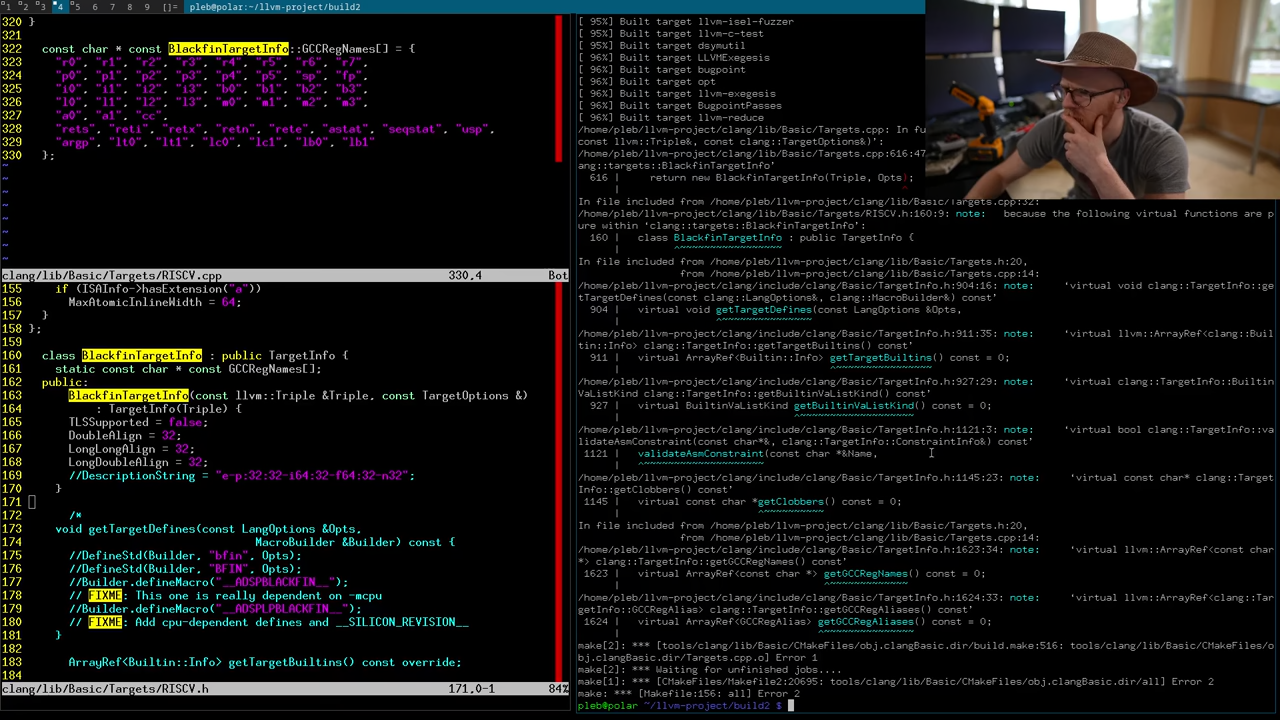 1 2 3 4 5 6 7 8 9 []= pleb@polar:~/llvm-project/build2
320 }
321
322 const char * const BlackfinTargetInfo::GCCRegNames[] = {
323 "r0", "r1", "r2", "r3", "r4", "r5", "r6", "r7",
324 "p0", "p1", "p2", "p3", "p4", "p5", "sp", "fp",
325 "i0", "i1", "i2", "i3", "b0", "b1", "b2", "b3",
326 "l0", "l1", "l2", "l3", "m0", "m1", "m2", "m3",
327 "a0", "a1", "cc",
328 "rets", "reti", "retx", "retn", "rete", "astat", "seqstat", "usp",
329 "argp", "lt0", "lt1", "lc0", "lc1", "lb0", "lb1"
330 };
~
~
~
~
~
~
~
~
clang/lib/Basic/Targets/RISCV.cpp 330,4 Bot
155 if (ISAInfo->hasExtension("a"))
156 MaxAtomicInlineWidth = 64;
157 }
158 };
159
160 class BlackfinTargetInfo : public TargetInfo {
161 static const char * const GCCRegNames[];
162 public:
163 BlackfinTargetInfo(const llvm::Triple &Triple, const TargetOptions &)
164 : TargetInfo(Triple) {
165 TLSSupported = false;
166 DoubleAlign = 32;
167 LongLongAlign = 32;
168 LongDoubleAlign = 32;
169 //DescriptionString = "e-p:32:32-i64:32-f64:32-n32";
170 }
171
172 /*
173 void getTargetDefines(const LangOptions &Opts,
174 MacroBuilder &Builder) const {
175 //DefineStd(Builder, "bfin", Opts);
176 //DefineStd(Builder, "BFIN", Opts);
177 //Builder.defineMacro("__ADSPBLACKFIN__");
178 // FIXME: This one is really dependent on -mcpu
179 //Builder.defineMacro("__ADSPLPBLACKFIN__");
180 // FIXME: Add cpu-dependent defines and __SILICON_REVISION__
181 }
182
183 ArrayRef<Builtin::Info> getTargetBuiltins() const override;
184
clang/lib/Basic/Targets/RISCV.h 171,0-1 84%
[ 95%] Built target llvm-isel-fuzzer
[ 95%] Built target llvm-c-test
[ 95%] Built target dsymutil
[ 96%] Built target LLVMExegesis
[ 96%] Built target bugpoint
[ 96%] Built target opt
[ 96%] Built target llvm-exegesis
[ 96%] Built target BugpointPasses
[ 96%] Built target llvm-reduce
/home/pleb/llvm-project/clang/lib/Basic/Targets.cpp: In fu
const llvm::Triple&, const clang::TargetOptions&)':
/home/pleb/llvm-project/clang/lib/Basic/Targets.cpp:616:47
ang::targets::BlackfinTargetInfo'
616 | return new BlackfinTargetInfo(Triple, Opts);
| ^
In file included from /home/pleb/llvm-project/clang/lib/Basic/Targets.cpp:32:
/home/pleb/llvm-project/clang/lib/Basic/Targets/RISCV.h:160:9: note: because the following virtual functions are p
ure within 'clang::targets::BlackfinTargetInfo':
160 | class BlackfinTargetInfo : public TargetInfo {
| ^~~~~~~~~~~~~~~~~~
In file included from /home/pleb/llvm-project/clang/lib/Basic/Targets.h:20,
from /home/pleb/llvm-project/clang/lib/Basic/Targets.cpp:14:
/home/pleb/llvm-project/clang/include/clang/Basic/TargetInfo.h:904:16: note: 'virtual void clang::TargetInfo::ge
tTargetDefines(const clang::LangOptions&, clang::MacroBuilder&) const'
904 | virtual void getTargetDefines(const LangOptions &Opts,
| ^~~~~~~~~~~~~~~~
/home/pleb/llvm-project/clang/include/clang/Basic/TargetInfo.h:911:35: note: 'virtual llvm::ArrayRef<clang::Buil
tin::Info> clang::TargetInfo::getTargetBuiltins() const'
911 | virtual ArrayRef<Builtin::Info> getTargetBuiltins() const = 0;
| ^~~~~~~~~~~~~~~~~
/home/pleb/llvm-project/clang/include/clang/Basic/TargetInfo.h:927:29: note: 'virtual clang::TargetInfo::Builtin
VaListKind clang::TargetInfo::getBuiltinVaListKind() const'
927 | virtual BuiltinVaListKind getBuiltinVaListKind() const = 0;
| ^~~~~~~~~~~~~~~~~~~~
/home/pleb/llvm-project/clang/include/clang/Basic/TargetInfo.h:1121:3: note: 'virtual bool clang::TargetInfo::va
lidateAsmConstraint(const char*&, clang::TargetInfo::ConstraintInfo&) const'
1121 | validateAsmConstraint(const char *&Name,
| ^~~~~~~~~~~~~~~~~~~~~
/home/pleb/llvm-project/clang/include/clang/Basic/TargetInfo.h:1145:23: note: 'virtual const char* clang::Target
Info::getClobbers() const'
1145 | virtual const char *getClobbers() const = 0;
| ^~~~~~~~~~~
In file included from /home/pleb/llvm-project/clang/lib/Basic/Targets.h:20,
from /home/pleb/llvm-project/clang/lib/Basic/Targets.cpp:14:
/home/pleb/llvm-project/clang/include/clang/Basic/TargetInfo.h:1623:34: note: 'virtual llvm::ArrayRef<const char
*> clang::TargetInfo::getGCCRegNames() const'
1623 | virtual ArrayRef<const char *> getGCCRegNames() const = 0;
| ^~~~~~~~~~~~~~
/home/pleb/llvm-project/clang/include/clang/Basic/TargetInfo.h:1624:33: note: 'virtual llvm::ArrayRef<clang::Tar
getInfo::GCCRegAlias> clang::TargetInfo::getGCCRegAliases() const'
1624 | virtual ArrayRef<GCCRegAlias> getGCCRegAliases() const = 0;
| ^~~~~~~~~~~~~~~~
make[2]: *** [tools/clang/lib/Basic/CMakeFiles/obj.clangBasic.dir/build.make:516: tools/clang/lib/Basic/CMakeFiles/o
bj.clangBasic.dir/Targets.cpp.o] Error 1
make[2]: *** Waiting for unfinished jobs....
make[1]: *** [CMakeFiles/Makefile2:20695: tools/clang/lib/Basic/CMakeFiles/obj.clangBasic.dir/all] Error 2
make: *** [Makefile:156: all] Error 2
pleb@polar ~/llvm-project/build2 $